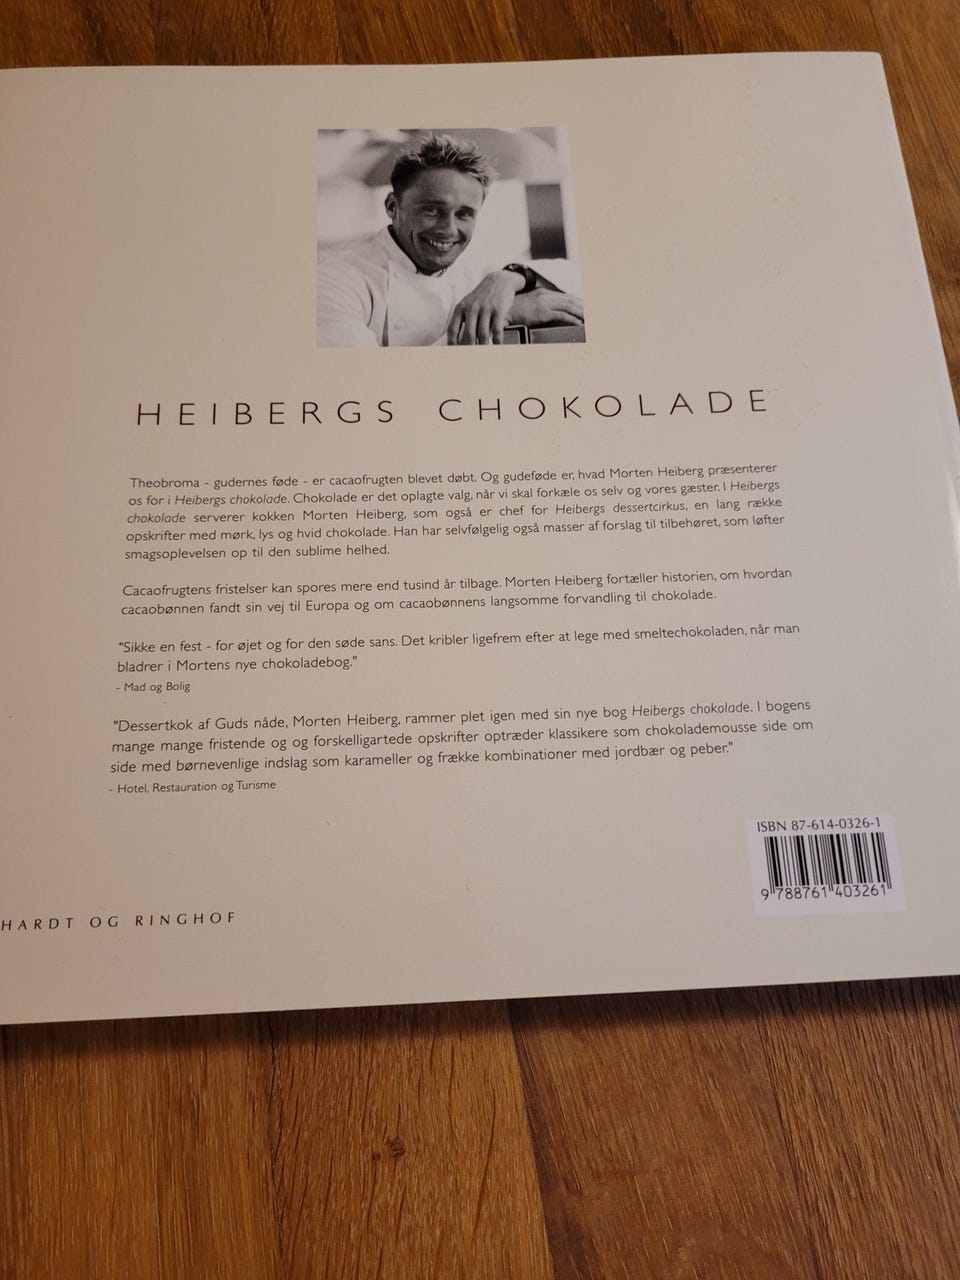 HEIBERGS CHOKOLADE
Theobroma - gudernes føde - er cacaofrugten blevet døbt. Og gudeføde er, hvad Morten Heiberg præsenterer
os for i Heibergs chokolade. Chokolade er det oplagte valg, når vi skal forkæle os selv og vores gæster. I Heibergs
chokolade serverer kokken Morten Heiberg, som også er chef for Heibergs dessertcirkus, en lang række
opskrifter med mørk, lys og hvid chokolade. Han har selvfølgelig også masser af forslag til tilbehøret, som løfter
smagsoplevelsen op til den sublime helhed.
Cacaofrugtens fristelser kan spores mere end tusind år tilbage. Morten Heiberg fortæller historien, om hvordan
cacaobønnen fandt sin vej til Europa og om cacaobønnens langsomme forvandling til chokolade.
"Sikke en fest - for øjet og for den søde sans. Det kribler ligefrem efter at lege med smeltechokoladen, når man
bladrer i Mortens nye chokoladebog."
- Mad og Bolig
"Dessertkok af Guds nåde, Morten Heiberg, rammer plet igen med sin nye bog Heibergs chokolade. I bogens
mange mange fristende og og forskelligartede opskrifter optræder klassikere som chokolademousse side om
side med børnevenlige indslag som karameller og frække kombinationer med jordbær og peber."
- Hotel, Restauration og Turisme
ISBN 87-614-0326-1
9 788761 403261
HARDT OG RINGHOF